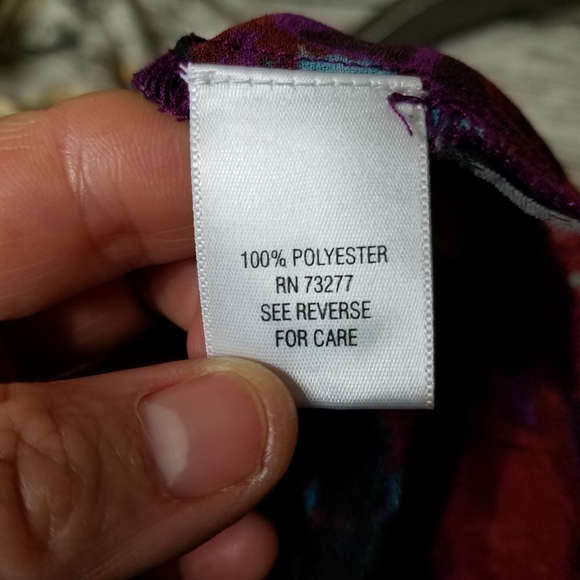 100% POLYESTER
RN 73277
SEE REVERSE
FOR CARE